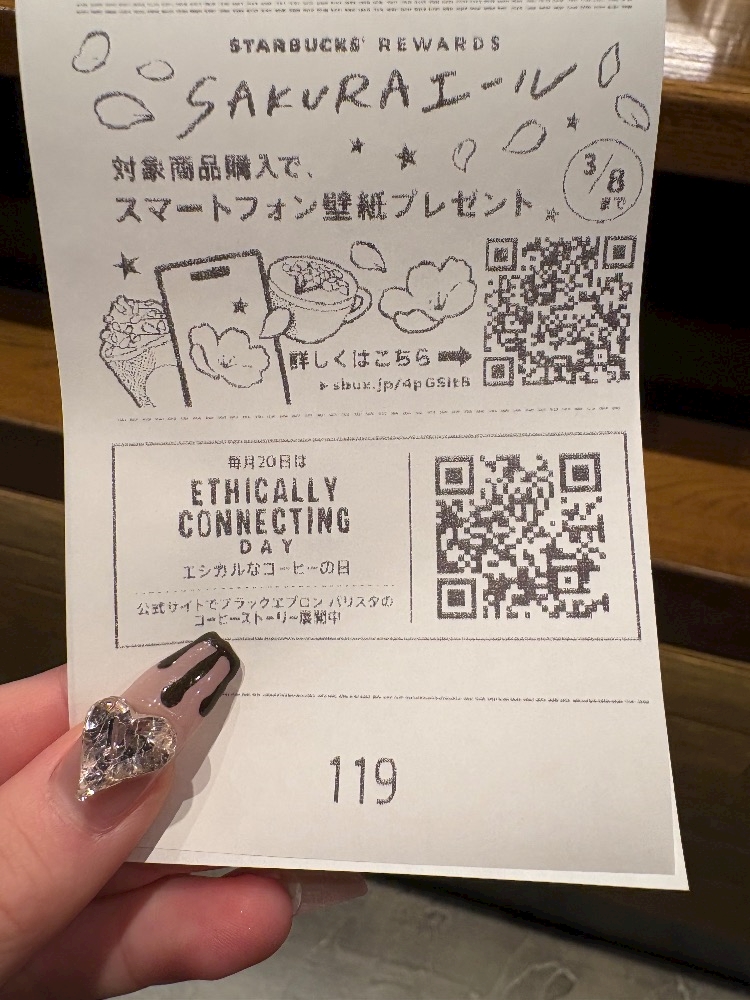 STARBUCKS® REWARDS
SAKURAエール
対象商品購入で、
スマートフォン壁紙プレゼント
3/8
まで
詳しくはこちら
sbux.jp/4pGSItB
毎月20日は
ETHICALLY
CONNECTING
DAY
エシカルなコーヒーの日
公式サイトでブラックエプロン バリスタの
コーヒーストーリー展開中
119